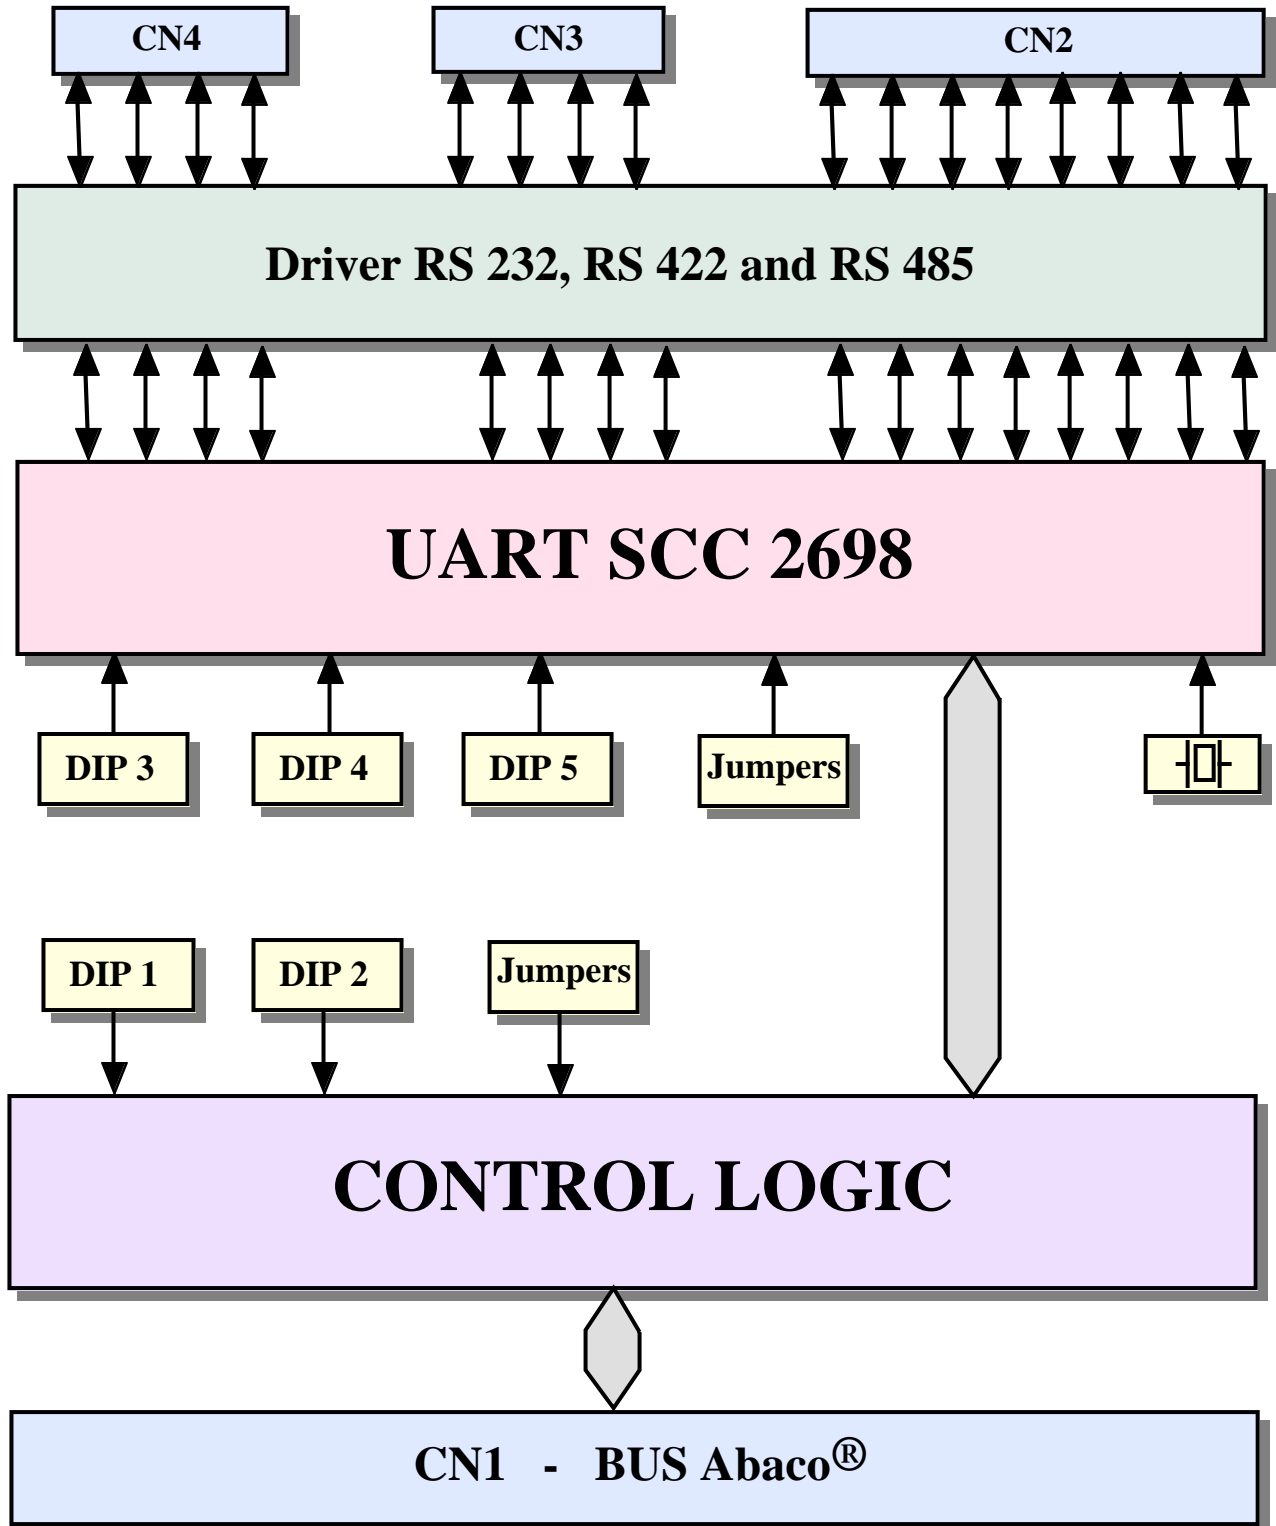 CN4
CN3
CN2
Driver RS 232, RS 422 and RS 485
UART SCC 2698
DIP 3
DIP 4
DIP 5
Jumpers
DIP 1
DIP 2
Jumpers
CONTROL LOGIC
CN1 - BUS Abaco®